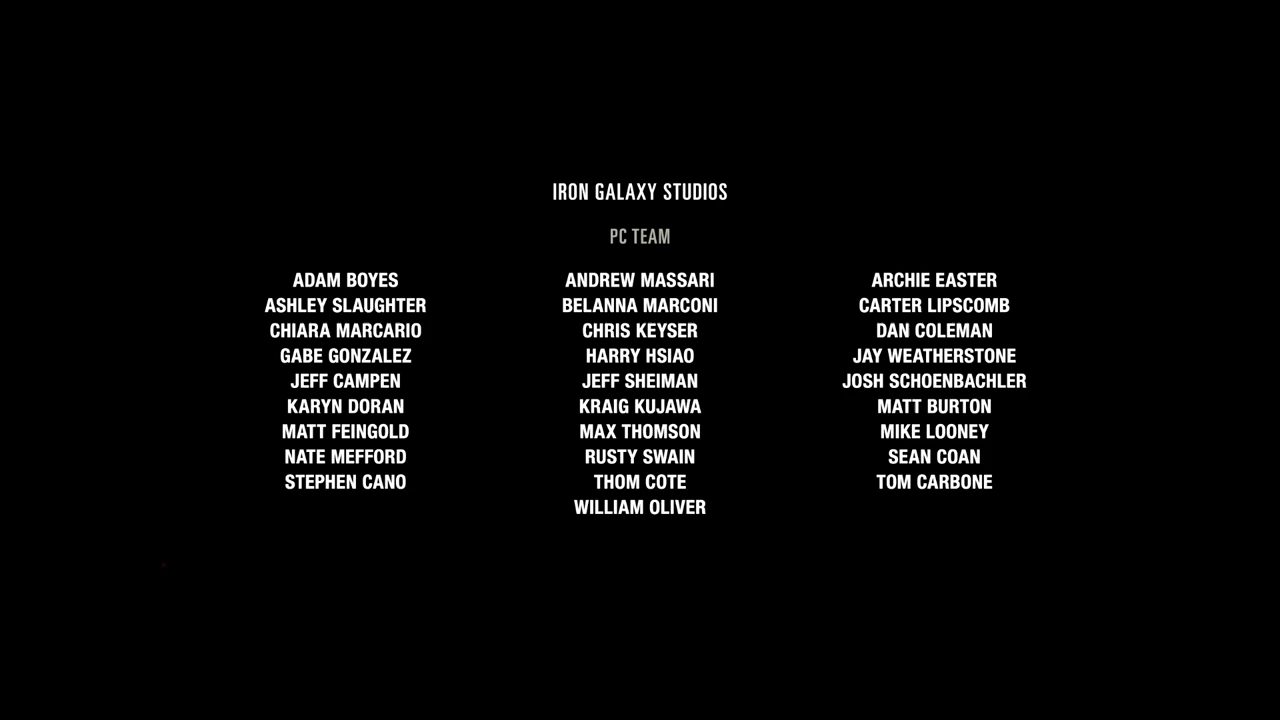 IRON GALAXY STUDIOS
PC TEAM
ADAM BOYES ANDREW MASSARI ARCHIE EASTER
ASHLEY SLAUGHTER BELANNA MARCONI CARTER LIPSCOMB
CHIARA MARCARIO CHRIS KEYSER DAN COLEMAN
GABE GONZALEZ HARRY HSIAO JAY WEATHERSTONE
JEFF CAMPEN JEFF SHEIMAN JOSH SCHOENBACHLER
KARYN DORAN KRAIG KUJAWA MATT BURTON
MATT FEINGOLD MAX THOMSON MIKE LOONEY
NATE MEFFORD RUSTY SWAIN SEAN COAN
STEPHEN CANO THOM COTE TOM CARBONE
WILLIAM OLIVER